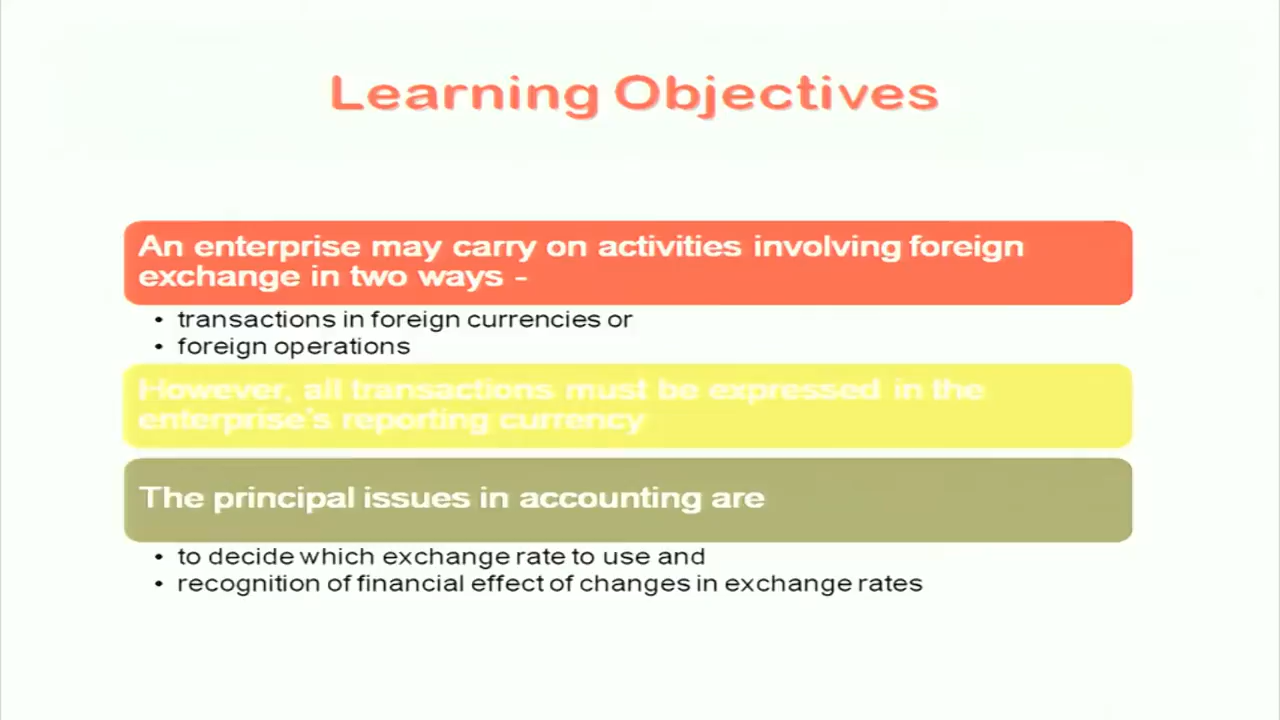 Learning Objectives
An enterprise may carry on activities involving foreign
exchange in two ways -
• transactions in foreign currencies or
• foreign operations
However, all transactions must be expressed in the
enterprise's reporting currency
The principal issues in accounting are
• to decide which exchange rate to use and
• recognition of financial effect of changes in exchange rates